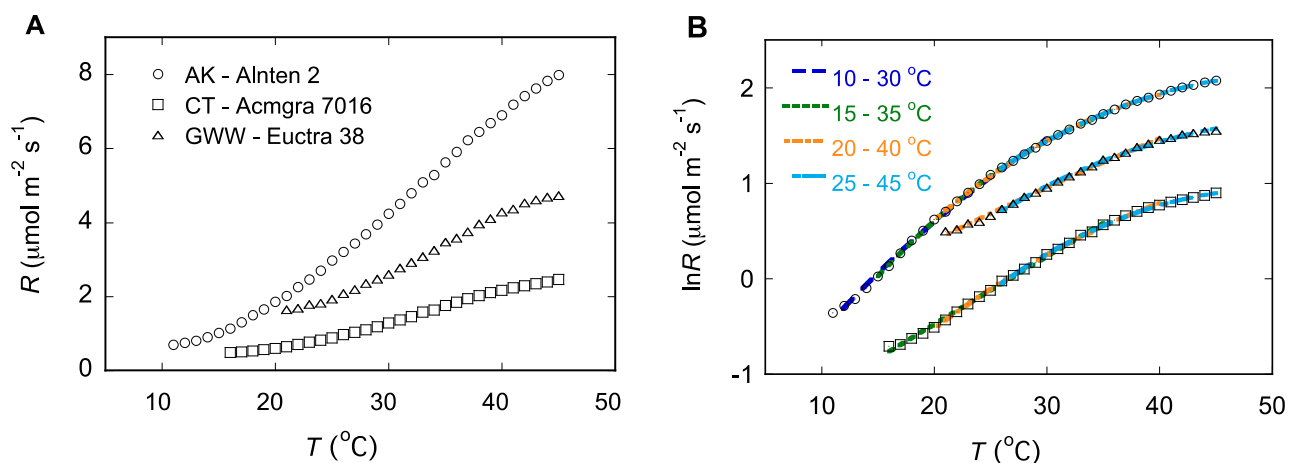 A
8
6
4
2
0
R (μmol m⁻² s⁻¹)
AK - Alnten 2
CT - Acmgra 7016
GWW - Euctra 38
10 20 30 40 50
T (°C)
B
2
1
0
-1
lnR (μmol m⁻² s⁻¹)
10 - 30 °C
15 - 35 °C
20 - 40 °C
25 - 45 °C
10 20 30 40 50
T (°C)